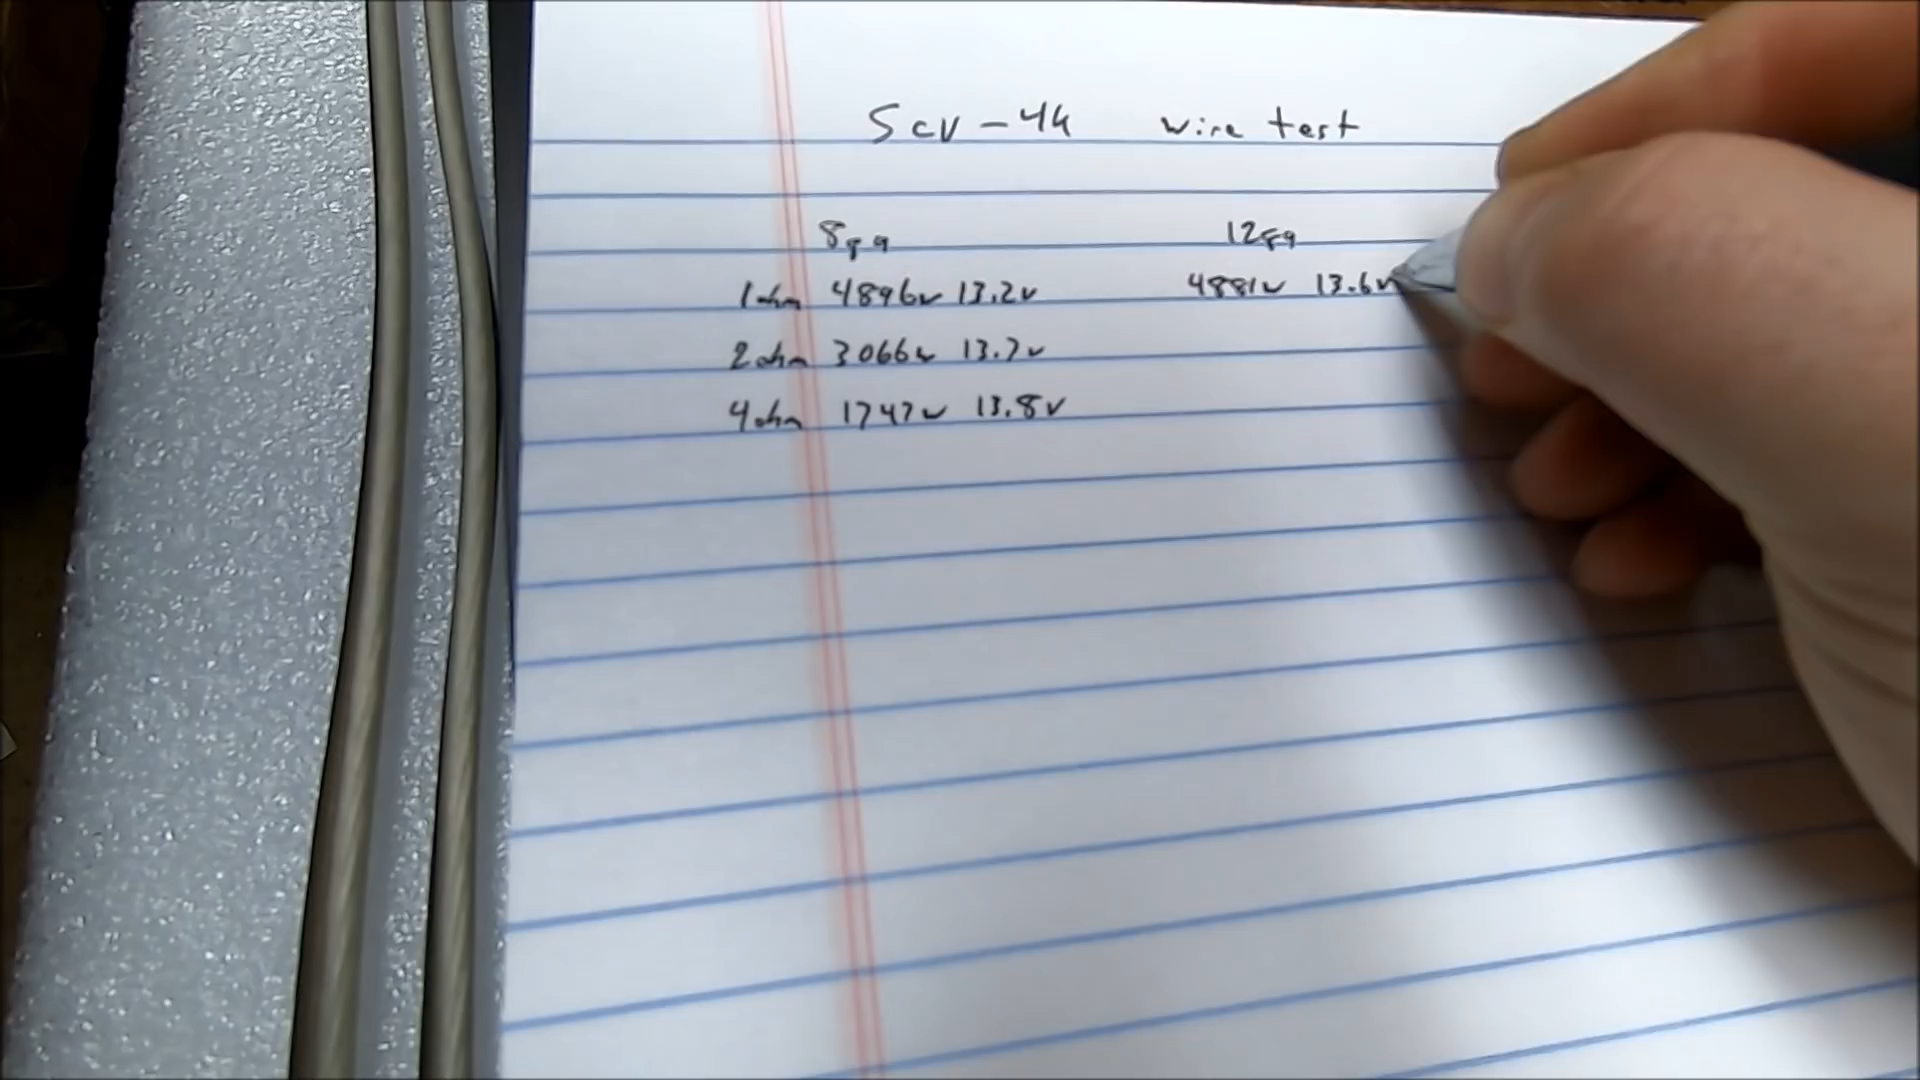 Scv-4k wire test
8ga 12ga
1ohm 4896w 13.2v 4881w 13.6v
2ohm 3066w 13.7v
4ohm 1747w 13.8v